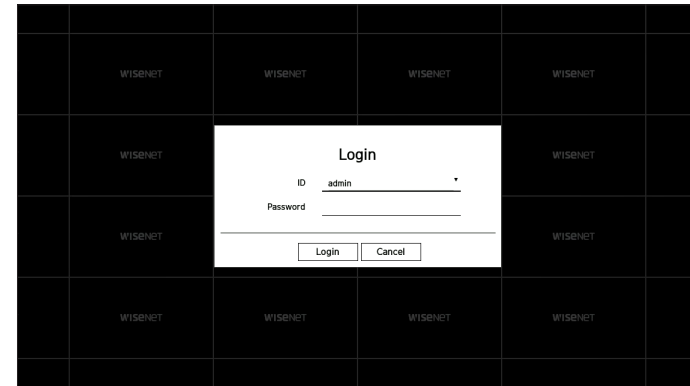 WISENET WISENET WISENET WISENET
WISENET
Login
ID admin
Password
WISENET
WISENET
Login Cancel
WISENET
WISENET WISENET WISENET WISENET